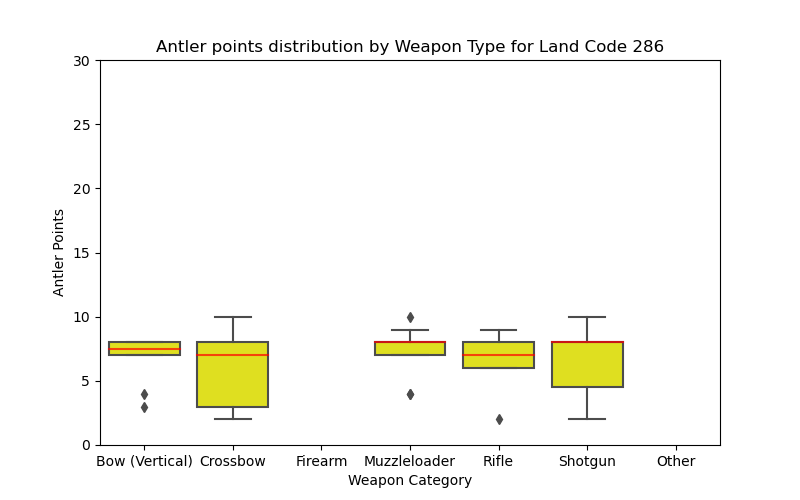 Antler points distribution by Weapon Type for Land Code 286
30
25
20
15
10
5
0
Antler Points
Bow (Vertical) Crossbow Firearm Muzzleloader Rifle Shotgun Other
Weapon Category